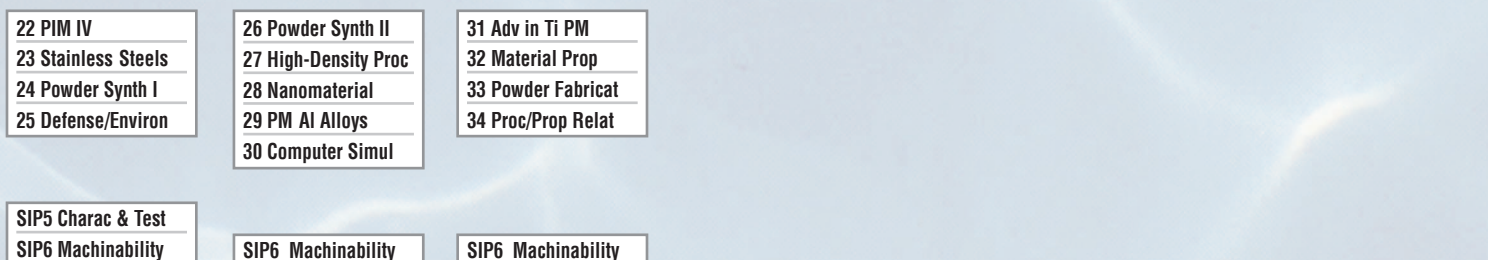 22 PIM IV
23 Stainless Steels
24 Powder Synth I
25 Defense/Environ
26 Powder Synth II
27 High-Density Proc
28 Nanomaterial
29 PM Al Alloys
30 Computer Simul
31 Adv in Ti PM
32 Material Prop
33 Powder Fabricat
34 Proc/Prop Relat
SIP5 Charac & Test
SIP6 Machinability
SIP6 Machinability
SIP6 Machinability